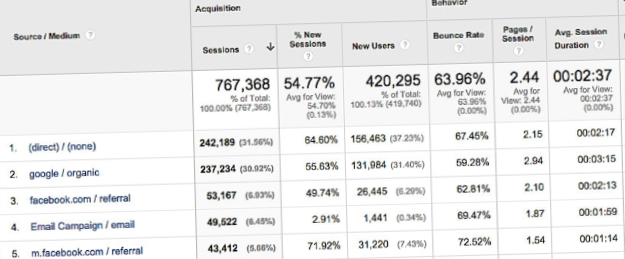 Acquisition
Behavior
Source / Medium ?
Sessions ? ↓
% New Sessions ?
New Users ?
Bounce Rate ?
Pages / Session ?
Avg. Session Duration ?
767,368
% of Total:
100.00% (767,368)
54.77%
Avg for View:
54.70%
(0.13%)
420,295
% of Total:
100.13% (419,740)
63.96%
Avg for View:
63.96%
(0.00%)
2.44
Avg for
View: 2.44
(0.00%)
00:02:37
Avg for View:
00:02:37
(0.00%)
1. (direct) / (none) 242,189 (31.56%) 64.60% 156,463 (37.23%) 67.45% 2.15 00:02:17
2. google / organic 237,234 (30.92%) 55.63% 131,984 (31.40%) 59.28% 2.94 00:03:15
3. facebook.com / referral 53,167 (6.93%) 49.74% 26,445 (6.29%) 62.81% 2.10 00:02:13
4. Email Campaign / email 49,522 (6.45%) 2.91% 1,441 (0.34%) 69.47% 1.87 00:01:59
5. m.facebook.com / referral 43,412 (5.66%) 71.92% 31,220 (7.43%) 72.52% 1.54 00:01:14